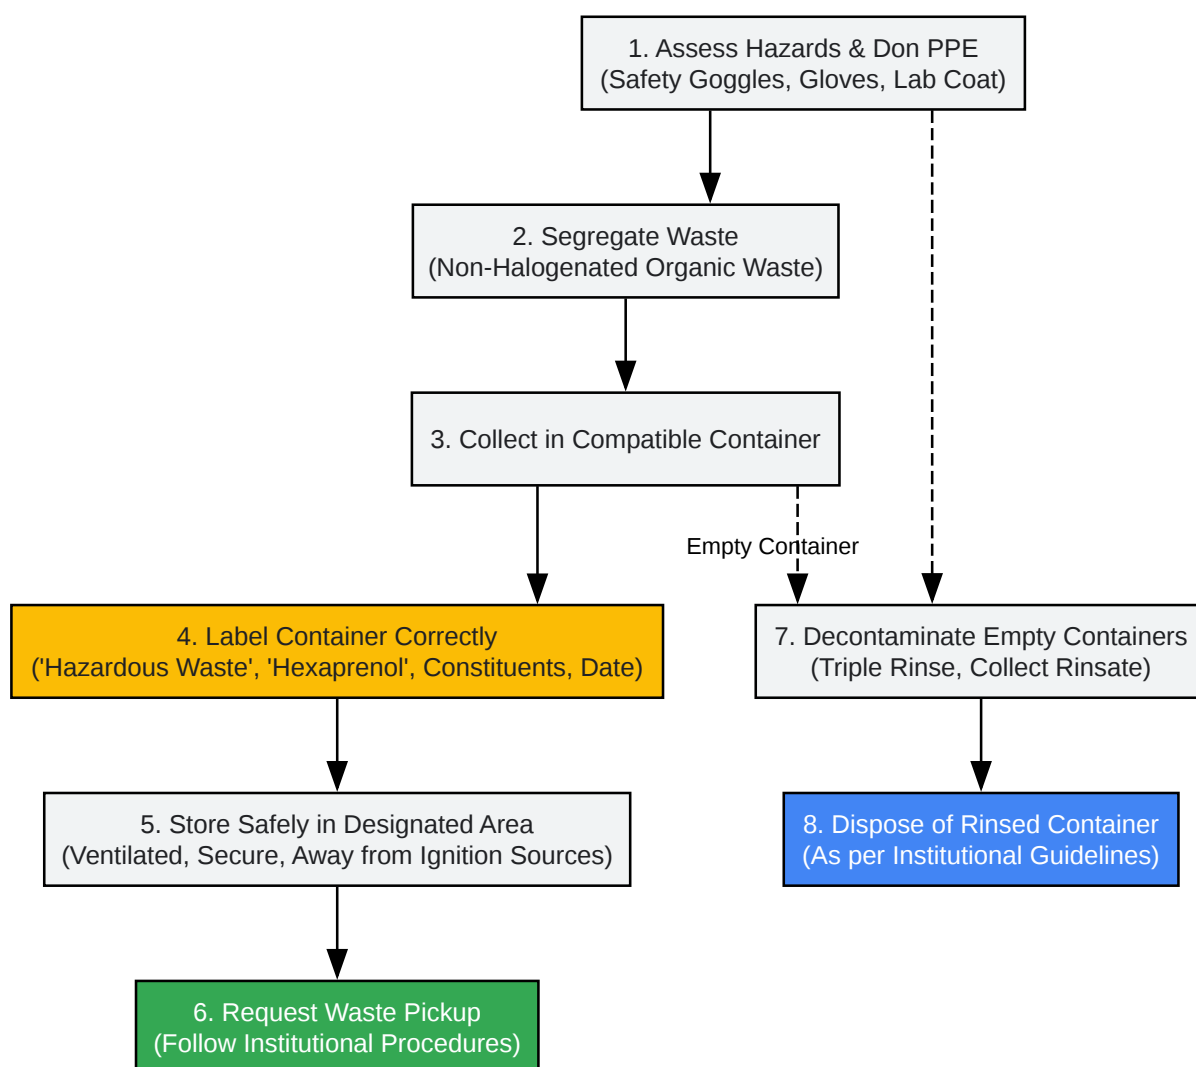 1. Assess Hazards & Don PPE
(Safety Goggles, Gloves, Lab Coat)
2. Segregate Waste
(Non-Halogenated Organic Waste)
3. Collect in Compatible Container
Empty Container
4. Label Container Correctly
('Hazardous Waste', 'Hexaprenol', Constituents, Date)
7. Decontaminate Empty Containers
(Triple Rinse, Collect Rinsate)
5. Store Safely in Designated Area
(Ventilated, Secure, Away from Ignition Sources)
8. Dispose of Rinsed Container
(As per Institutional Guidelines)
6. Request Waste Pickup
(Follow Institutional Procedures)